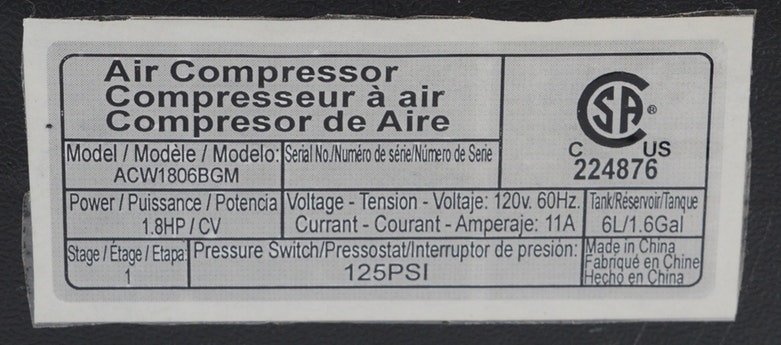 Air Compressor
Compresseur à air
Compresor de Aire
CSA®
C US
224876
Model / Modèle / Modelo:
ACW1806BGM
Serial No./Numéro de série/Número de Serie
Power / Puissance / Potencia
1.8HP / CV
Voltage - Tension - Voltaje: 120v. 60Hz.
Currant - Courant - Amperaje: 11A
Tank/Réservoir/Tanque
6L/1.6Gal
Stage / Étage / Etapa:
1
Pressure Switch/Pressostat/Interruptor de presión:
125PSI
Made in China
Fabriqué en Chine
Hecho en China